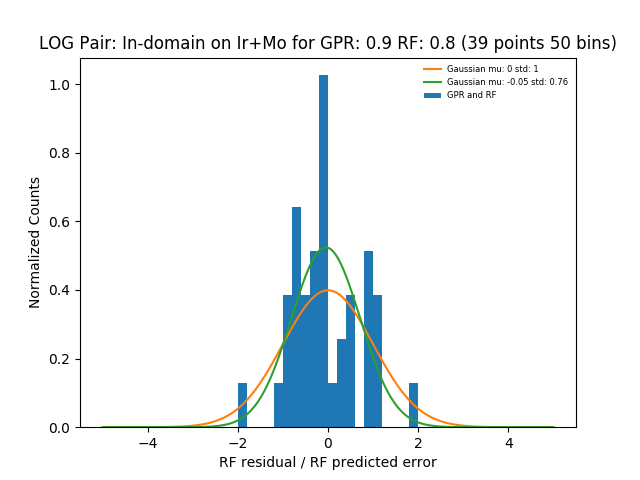 LOG Pair: In-domain on Ir+Mo for GPR: 0.9 RF: 0.8 (39 points 50 bins)
Gaussian mu: 0 std: 1
Gaussian mu: -0.05 std: 0.76
GPR and RF
Normalized Counts
1.0
0.8
0.6
0.4
0.2
0.0
−4 −2 0 2 4
RF residual / RF predicted error